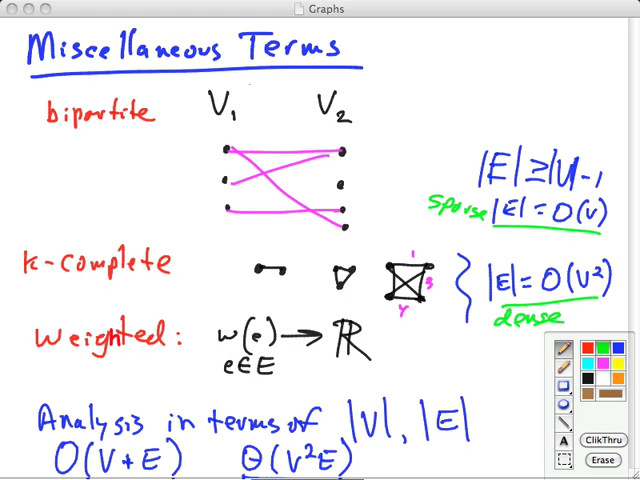 Graphs
Miscellaneous Terms
bipartite V₁ V₂
|E| ≥ |V| - 1
sparse |E| = O(V)
k-complete
1
3
4
|E| = O(V²)
dense
Weighted: w(e) → ℝ
e ∈ E
Analysis in terms of |V|, |E|
O(V + E) Θ(V²E)
A
ClikThru
Erase